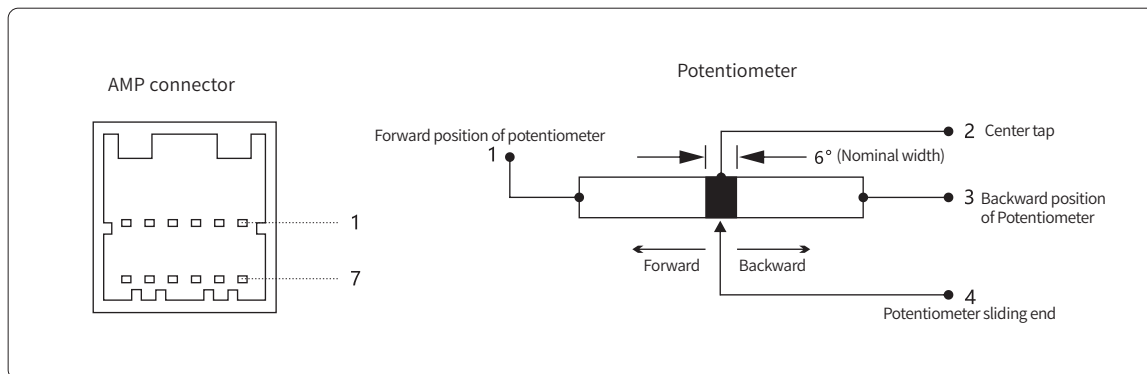 AMP connector
Potentiometer
Forward position of potentiometer
1
2 Center tap
6° (Nominal width)
3 Backward position
of Potentiometer
1
7
Forward
Backward
4
Potentiometer sliding end